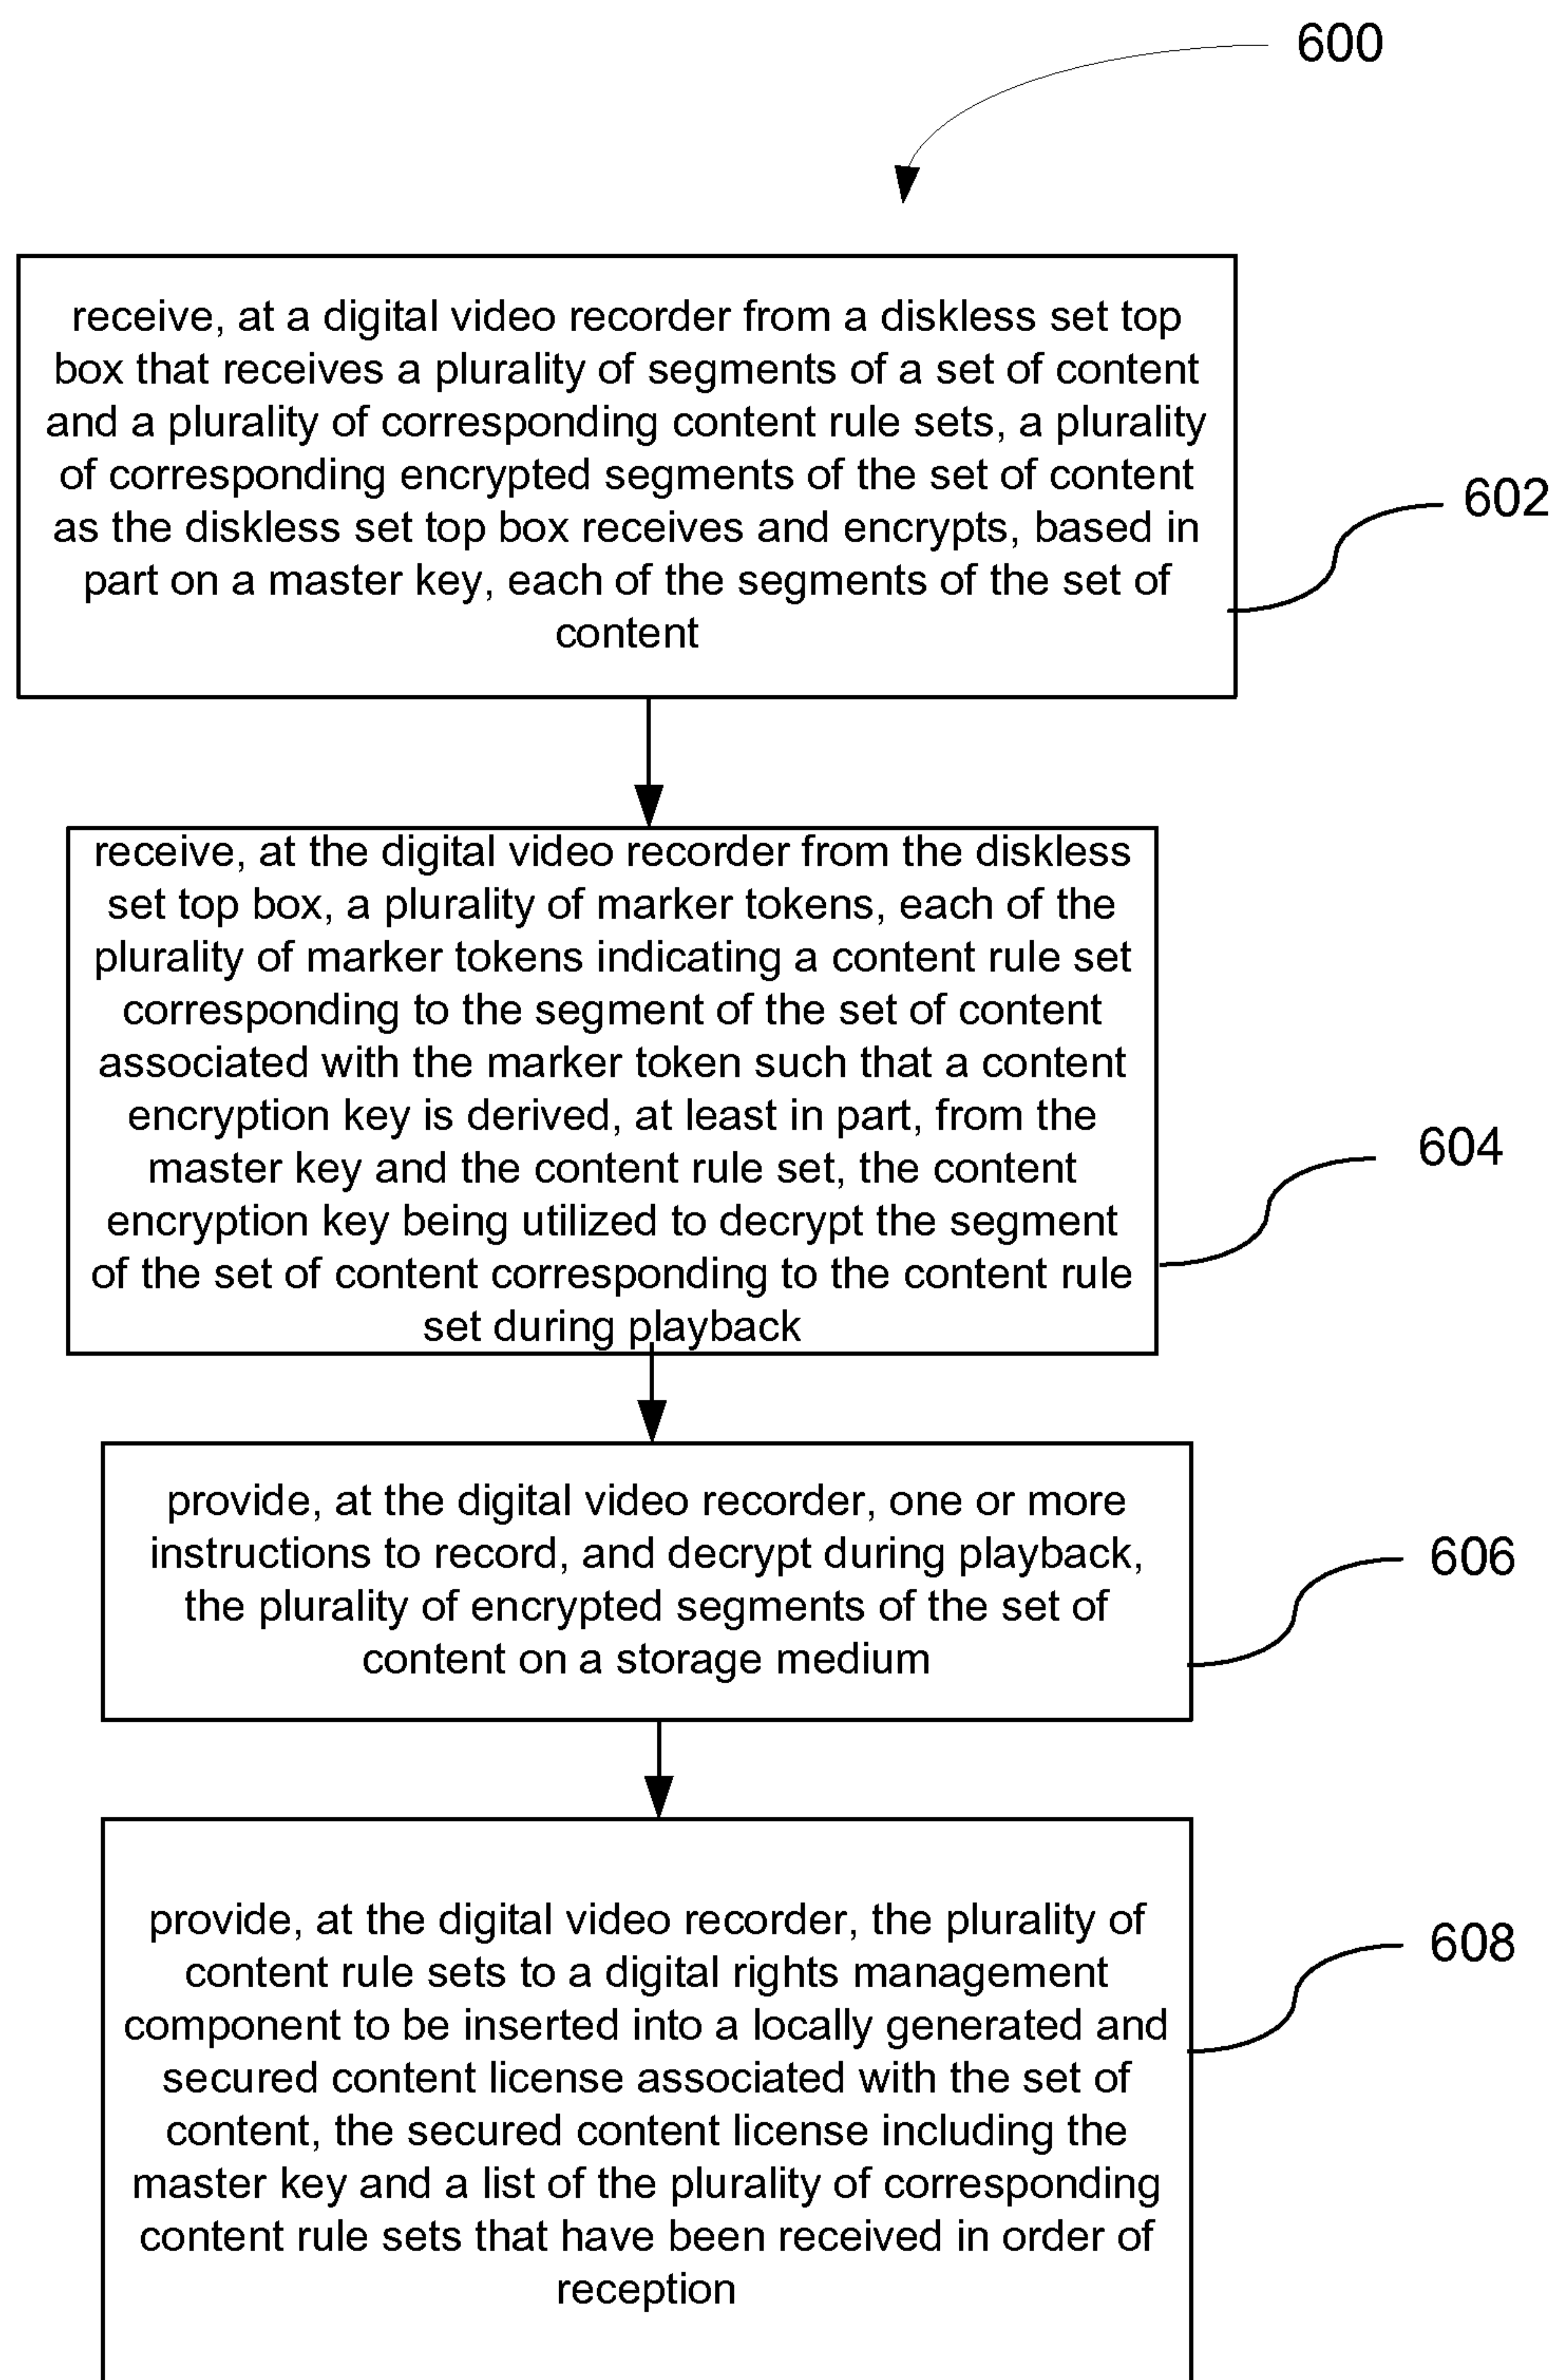 600
receive, at a digital video recorder from a diskless set top
box that receives a plurality of segments of a set of content
and a plurality of corresponding content rule sets, a plurality
of corresponding encrypted segments of the set of content
as the diskless set top box receives and encrypts, based in
part on a master key, each of the segments of the set of
content
602
receive, at the digital video recorder from the diskless
set top box, a plurality of marker tokens, each of the
plurality of marker tokens indicating a content rule set
corresponding to the segment of the set of content
associated with the marker token such that a content
encryption key is derived, at least in part, from the
master key and the content rule set, the content
encryption key being utilized to decrypt the segment
of the set of content corresponding to the content rule
set during playback
604
provide, at the digital video recorder, one or more
instructions to record, and decrypt during playback,
the plurality of encrypted segments of the set of
content on a storage medium
606
provide, at the digital video recorder, the plurality of
content rule sets to a digital rights management
component to be inserted into a locally generated and
secured content license associated with the set of
content, the secured content license including the
master key and a list of the plurality of corresponding
content rule sets that have been received in order of
reception
608